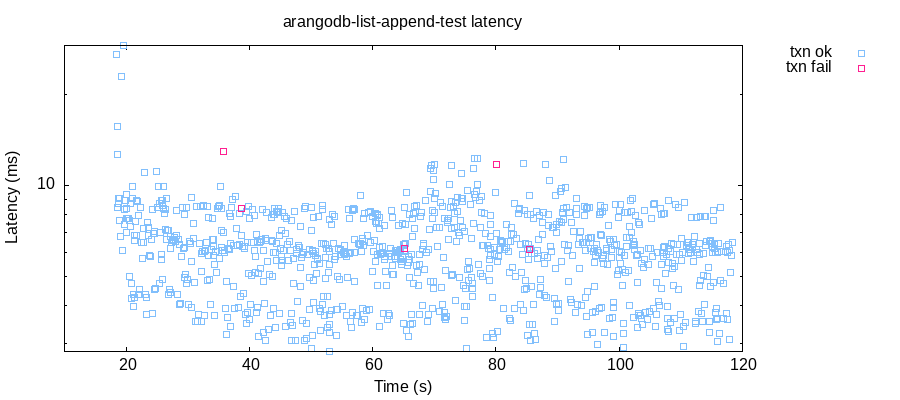 arangodb-list-append-test latency
txn ok
txn fail
10
Latency (ms)
20 40 60 80 100 120
Time (s)